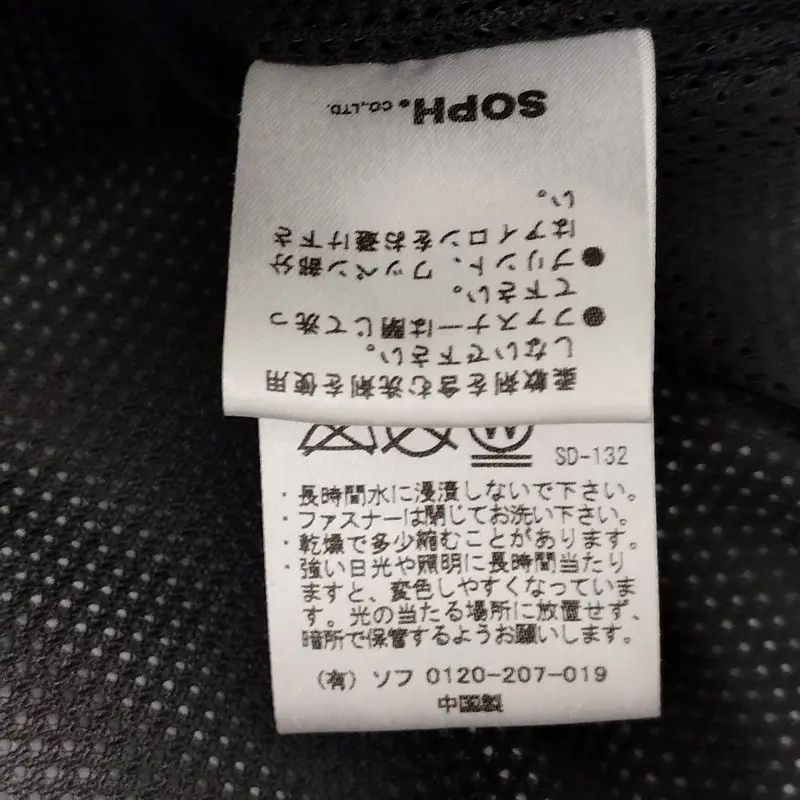 柔軟剤を含む洗剤を使用
しないで下さい。
●ファスナーは閉じて洗っ
て下さい。
●プリント、ワッペン部分
はアイロンをお避け下さ
い。
SOPH. CO.,LTD.
W
SD-132
・長時間水に浸漬しないで下さい。
・ファスナーは閉じてお洗い下さい。
・乾燥で多少縮むことがあります。
・強い日光や照明に長時間当たり
ますと、変色しやすくなっていま
す。光の当たる場所に放置せず、
暗所で保管するようお願いします。
(有) ソフ 0120-207-019
中国製